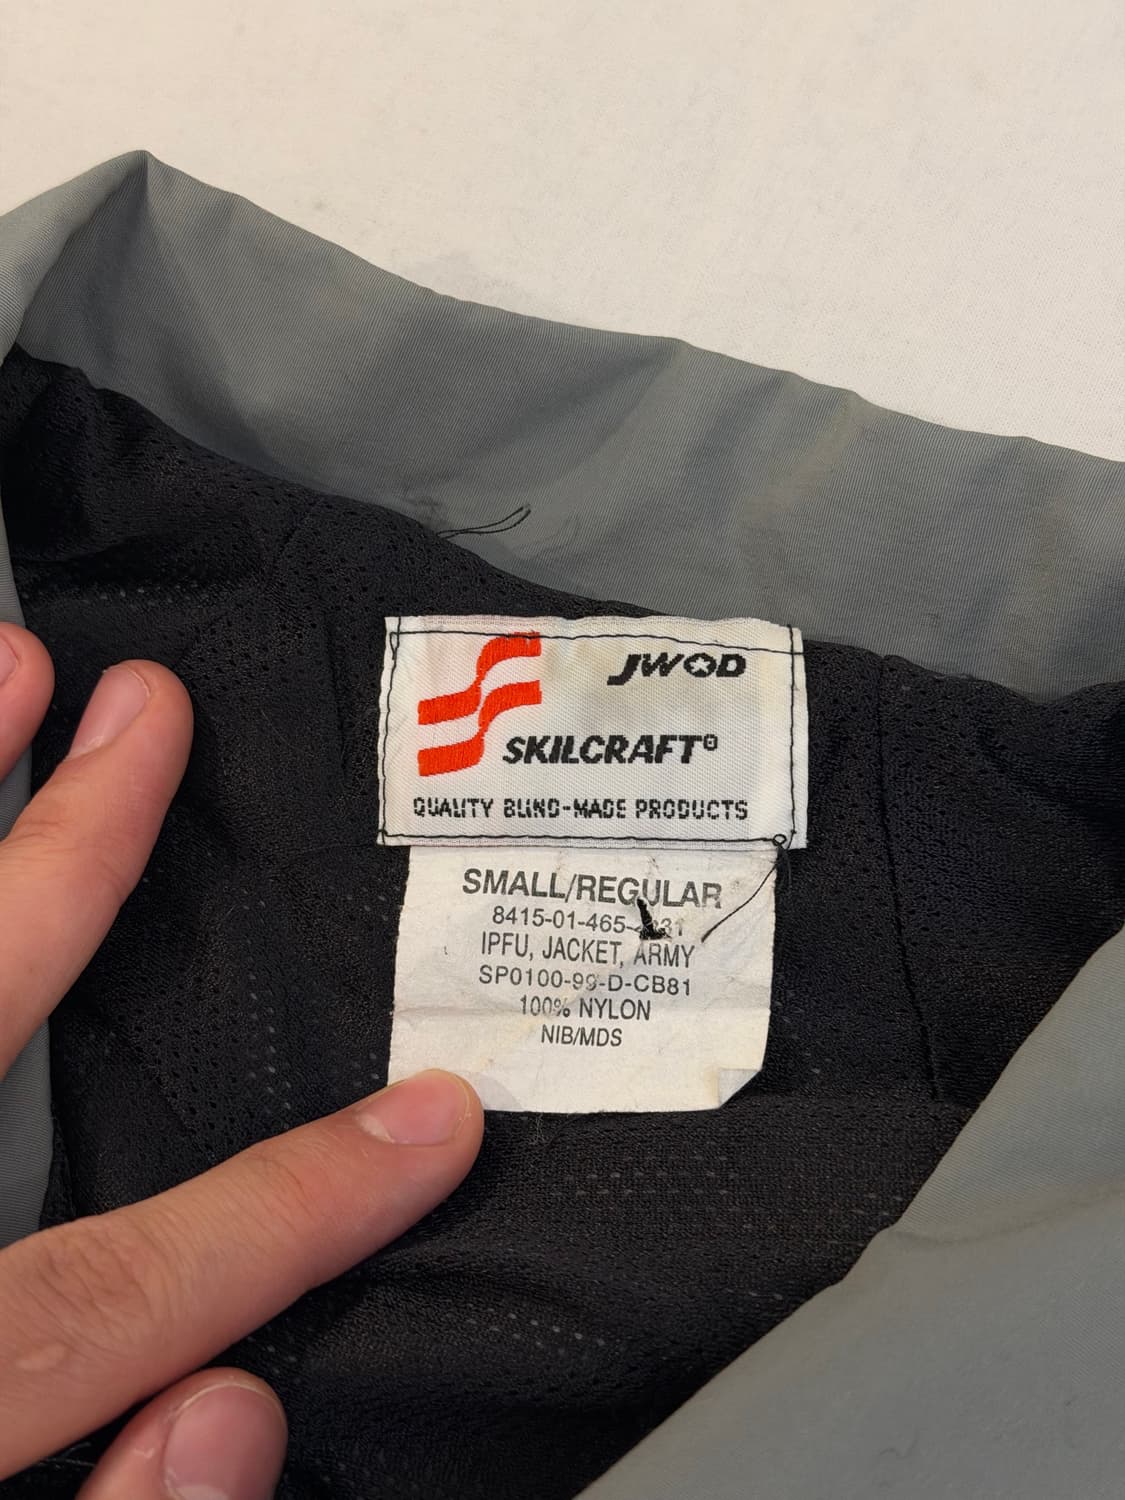 JWOD
SKILCRAFT®
QUALITY BLIND-MADE PRODUCTS
SMALL/REGULAR
IPFU, JACKET, ARMY
SP0100-99-D-CB81
100% NYLON
NIB/MDS